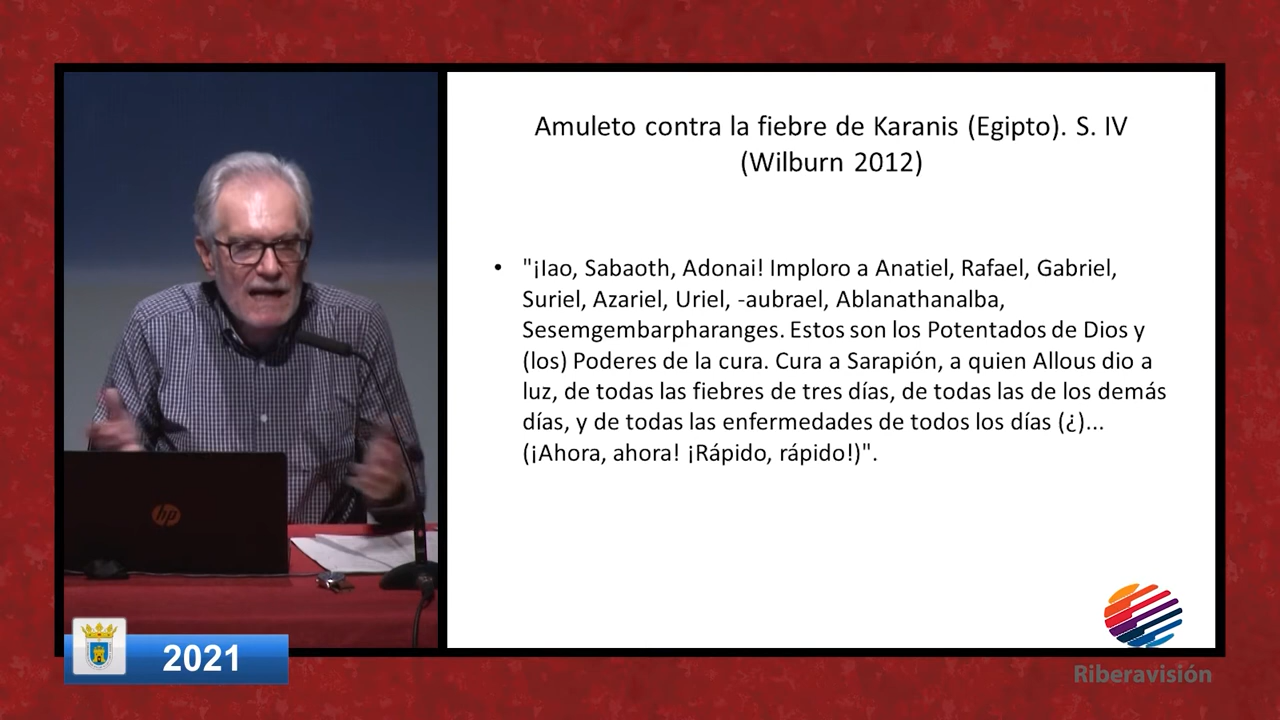 Amuleto contra la fiebre de Karanis (Egipto). S. IV
(Wilburn 2012)
• "¡Iao, Sabaoth, Adonai! Imploro a Anatiel, Rafael, Gabriel,
Suriel, Azariel, Uriel, -aubrael, Ablanathanalba,
Sesemgembarpharanges. Estos son los Potentados de Dios y
(los) Poderes de la cura. Cura a Sarapión, a quien Allous dio a
luz, de todas las fiebres de tres días, de todas las de los demás
días, y de todas las enfermedades de todos los días (¿)...
(¡Ahora, ahora! ¡Rápido, rápido!)".
hp
2021
Riberavisión